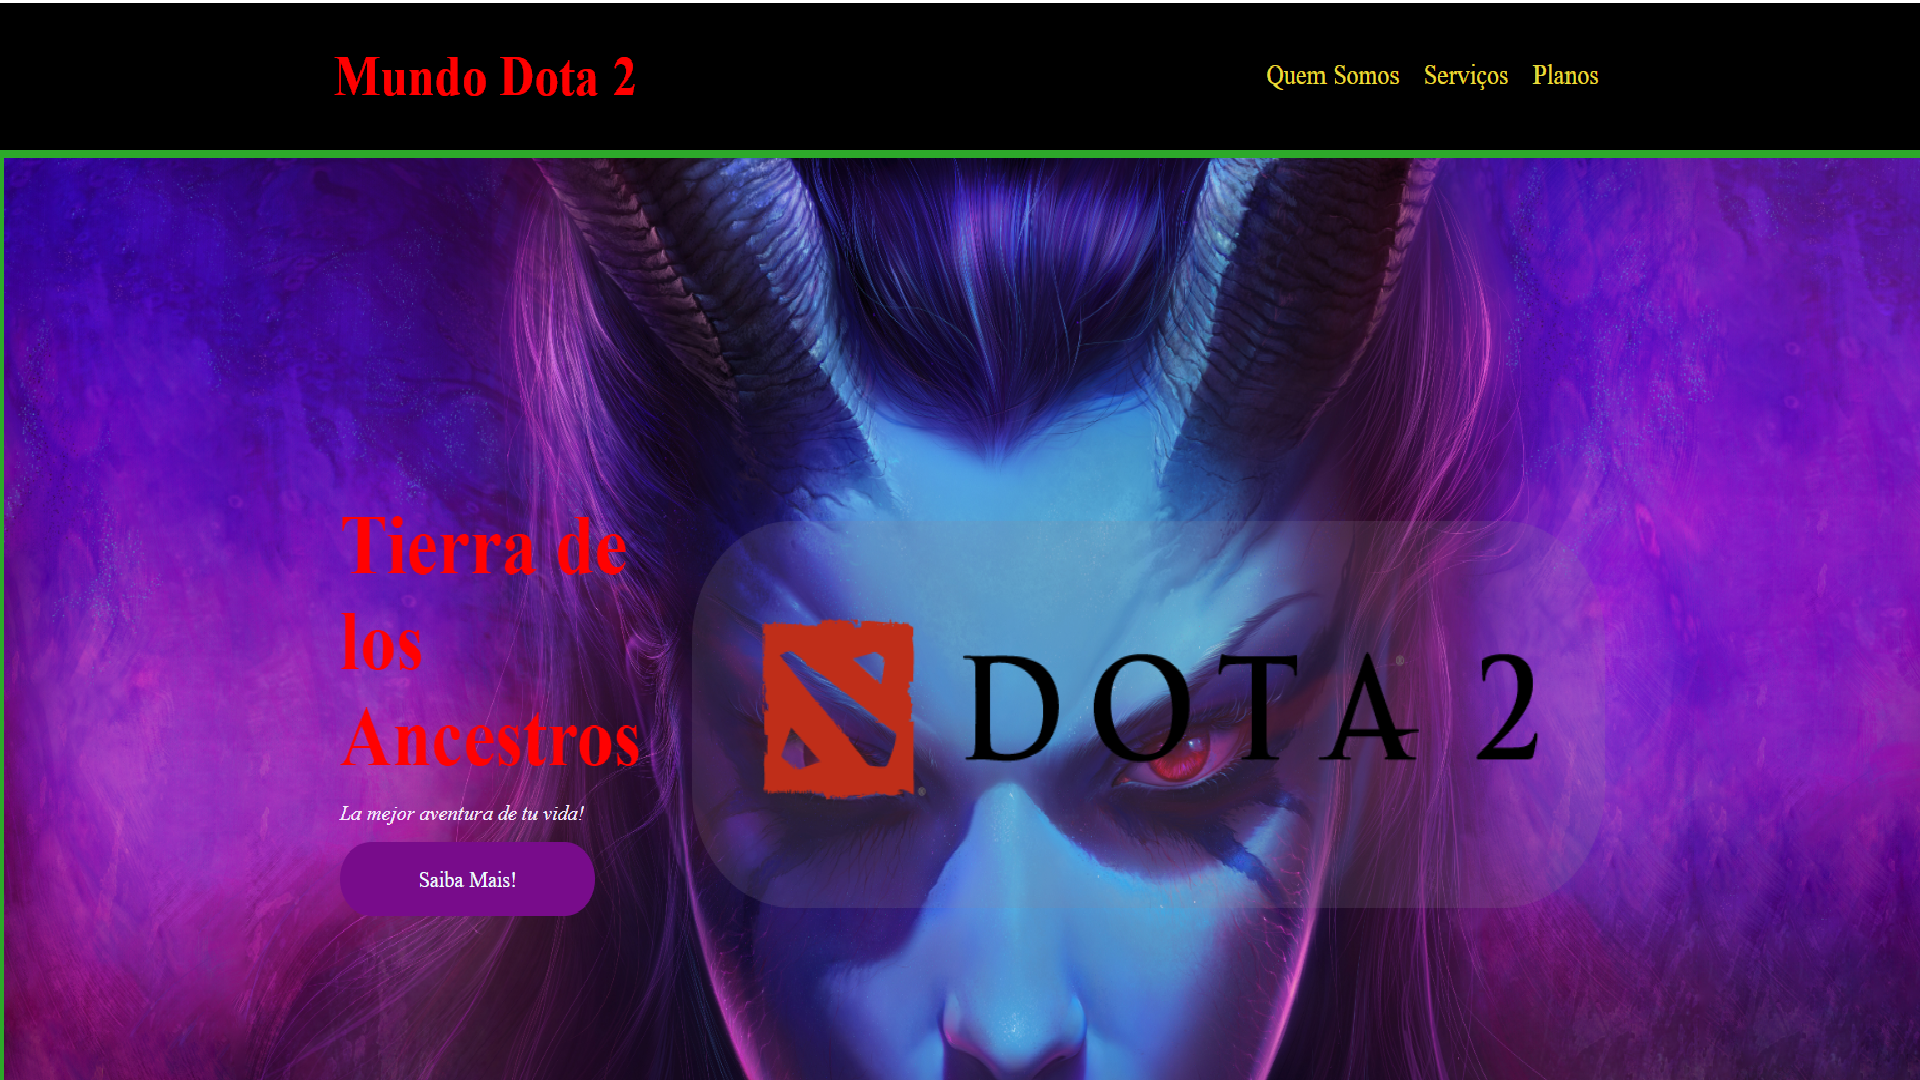 Mundo Dota 2
Quem Somos Serviços Planos
Tierra de
los
Ancestros
La mejor aventura de tu vida!
Saiba Mais!
DOTA 2